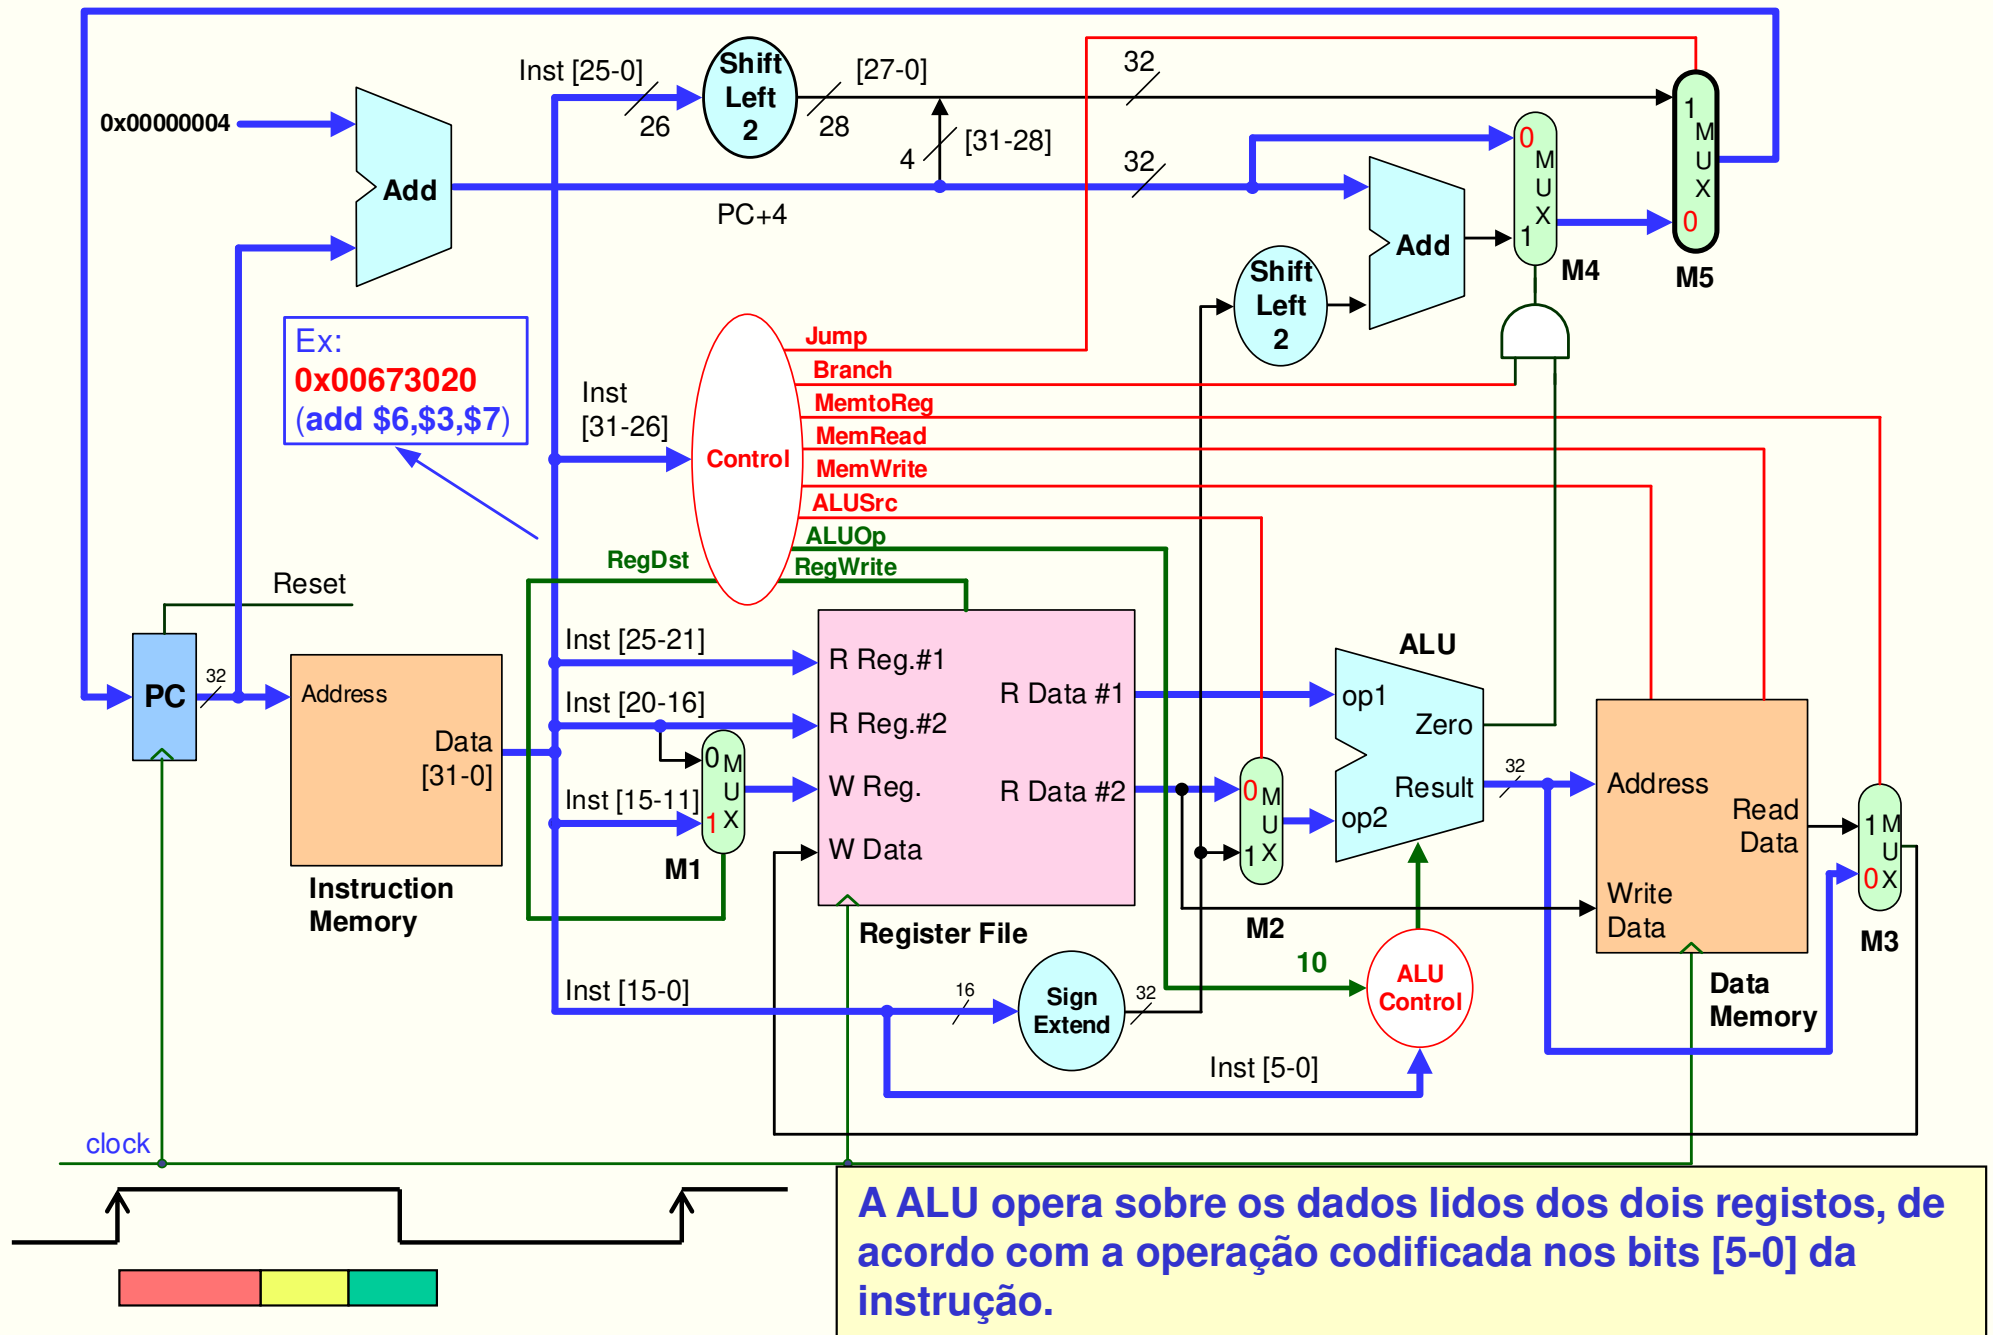 Inst [25-0]
26
Shift
Left
2
[27-0]
28
32
0x00000004
Add
4
[31-28]
32
PC+4
0
M
U
X
1
M4
1
M
U
X
0
M5
Add
Shift
Left
2
Ex:
0x00673020
(add $6,$3,$7)
Inst
[31-26]
Control
Jump
Branch
MemtoReg
MemRead
MemWrite
ALUSrc
ALUOp
RegDst
RegWrite
Reset
PC
32
Address
Data
[31-0]
Instruction
Memory
Inst [25-21]
Inst [20-16]
Inst [15-11]
0
M
U
X
1
M1
R Reg.#1
R Reg.#2
W Reg.
W Data
R Data #1
R Data #2
Register File
0
M
U
X
1
M2
ALU
op1
Zero
Result
op2
32
Address
Read
Data
Write
Data
Data
Memory
1
M
U
X
0
M3
Inst [15-0]
16
Sign
Extend
32
10
ALU
Control
Inst [5-0]
clock
A ALU opera sobre os dados lidos dos dois registos, de
acordo com a operação codificada nos bits [5-0] da
instrução.